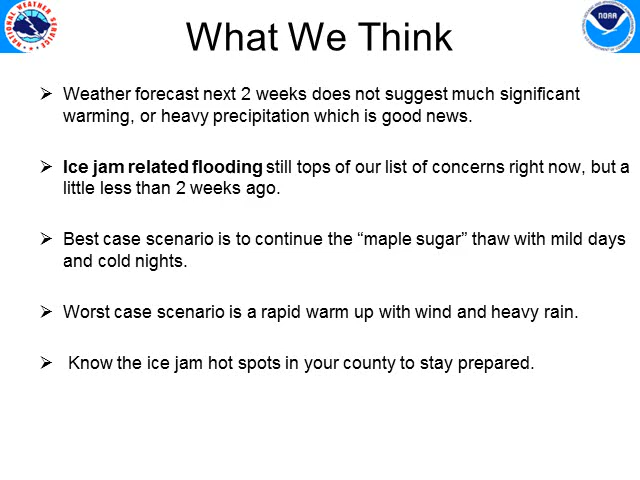 What We Think
NATIONAL WEATHER SERVICE
NOAA
➢ Weather forecast next 2 weeks does not suggest much significant
warming, or heavy precipitation which is good news.
➢ Ice jam related flooding still tops of our list of concerns right now, but a
little less than 2 weeks ago.
➢ Best case scenario is to continue the “maple sugar” thaw with mild days
and cold nights.
➢ Worst case scenario is a rapid warm up with wind and heavy rain.
➢ Know the ice jam hot spots in your county to stay prepared.